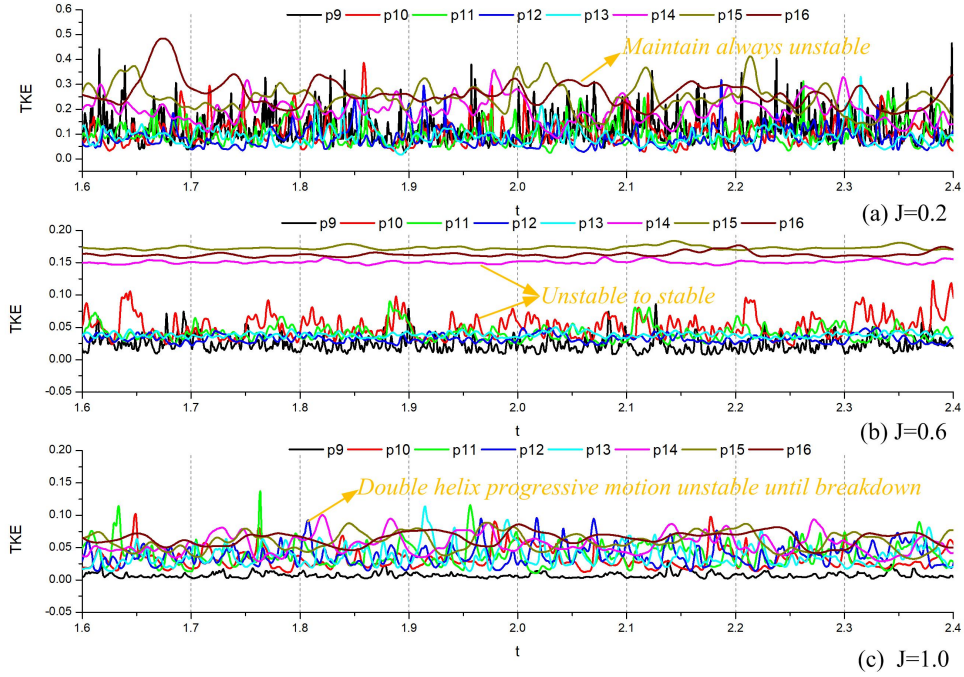 p9 p10 p11 p12 p13 p14 p15 p16
0.6
0.5
0.4
0.3
0.2
0.1
0.0
TKE
Maintain always unstable
1.6 1.7 1.8 1.9 2.0 2.1 2.2 2.3 2.4
t
(a) J=0.2
p9 p10 p11 p12 p13 p14 p15 p16
0.20
0.15
0.10
0.05
0.00
-0.05
TKE
Unstable to stable
1.6 1.7 1.8 1.9 2.0 2.1 2.2 2.3 2.4
t
(b) J=0.6
p9 p10 p11 p12 p13 p14 p15 p16
0.20
0.15
0.10
0.05
0.00
-0.05
TKE
Double helix progressive motion unstable until breakdown
1.6 1.7 1.8 1.9 2.0 2.1 2.2 2.3 2.4
t
(c) J=1.0